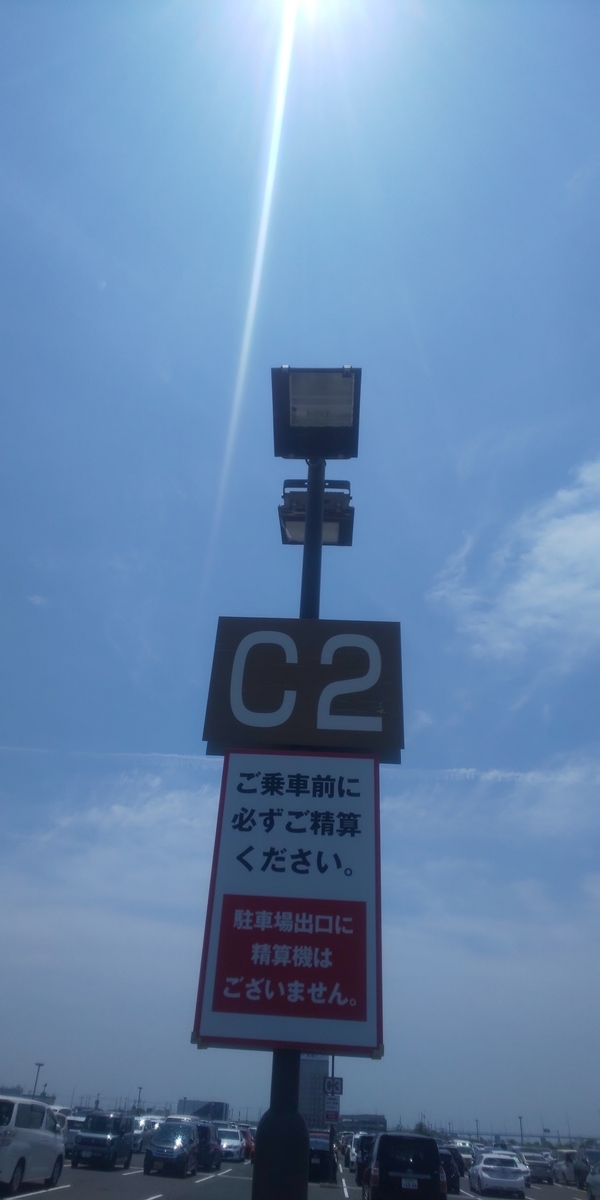 C2
ご乗車前に
必ずご精算
ください。
駐車場出口に
精算機は
ございません。
C3